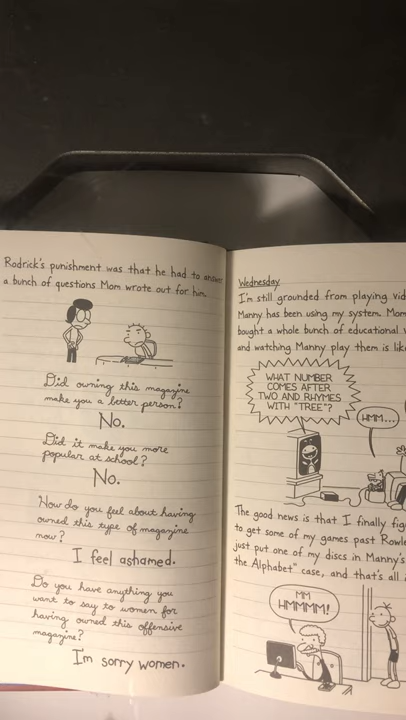 Rodrick's punishment was that he had to answer
a bunch of questions Mom wrote out for him.
Did owning this magazine
make you a better person?
No.
Did it make you more
popular at school?
No.
How do you feel about having
owned this type of magazine
now?
I feel ashamed.
Do you have anything you
want to say to women for
having owned this offensive
magazine?
I'm sorry women.
Wednesday
I'm still grounded from playing vid
Manny has been using my system. Mom
bought a whole bunch of educational v
and watching Manny play them is like
WHAT NUMBER
COMES AFTER
TWO AND RHYMES
WITH "TREE"?
HMM...
The good news is that I finally fig
to get some of my games past Rowle
just put one of my discs in Manny's
the Alphabet" case, and that's all
MM
HMMMM!